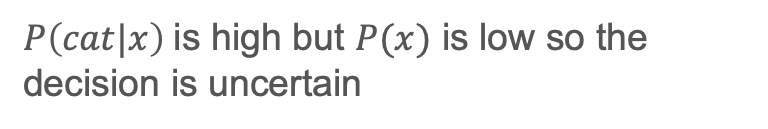 P(cat|x) is high but P(x) is low so the
decision is uncertain